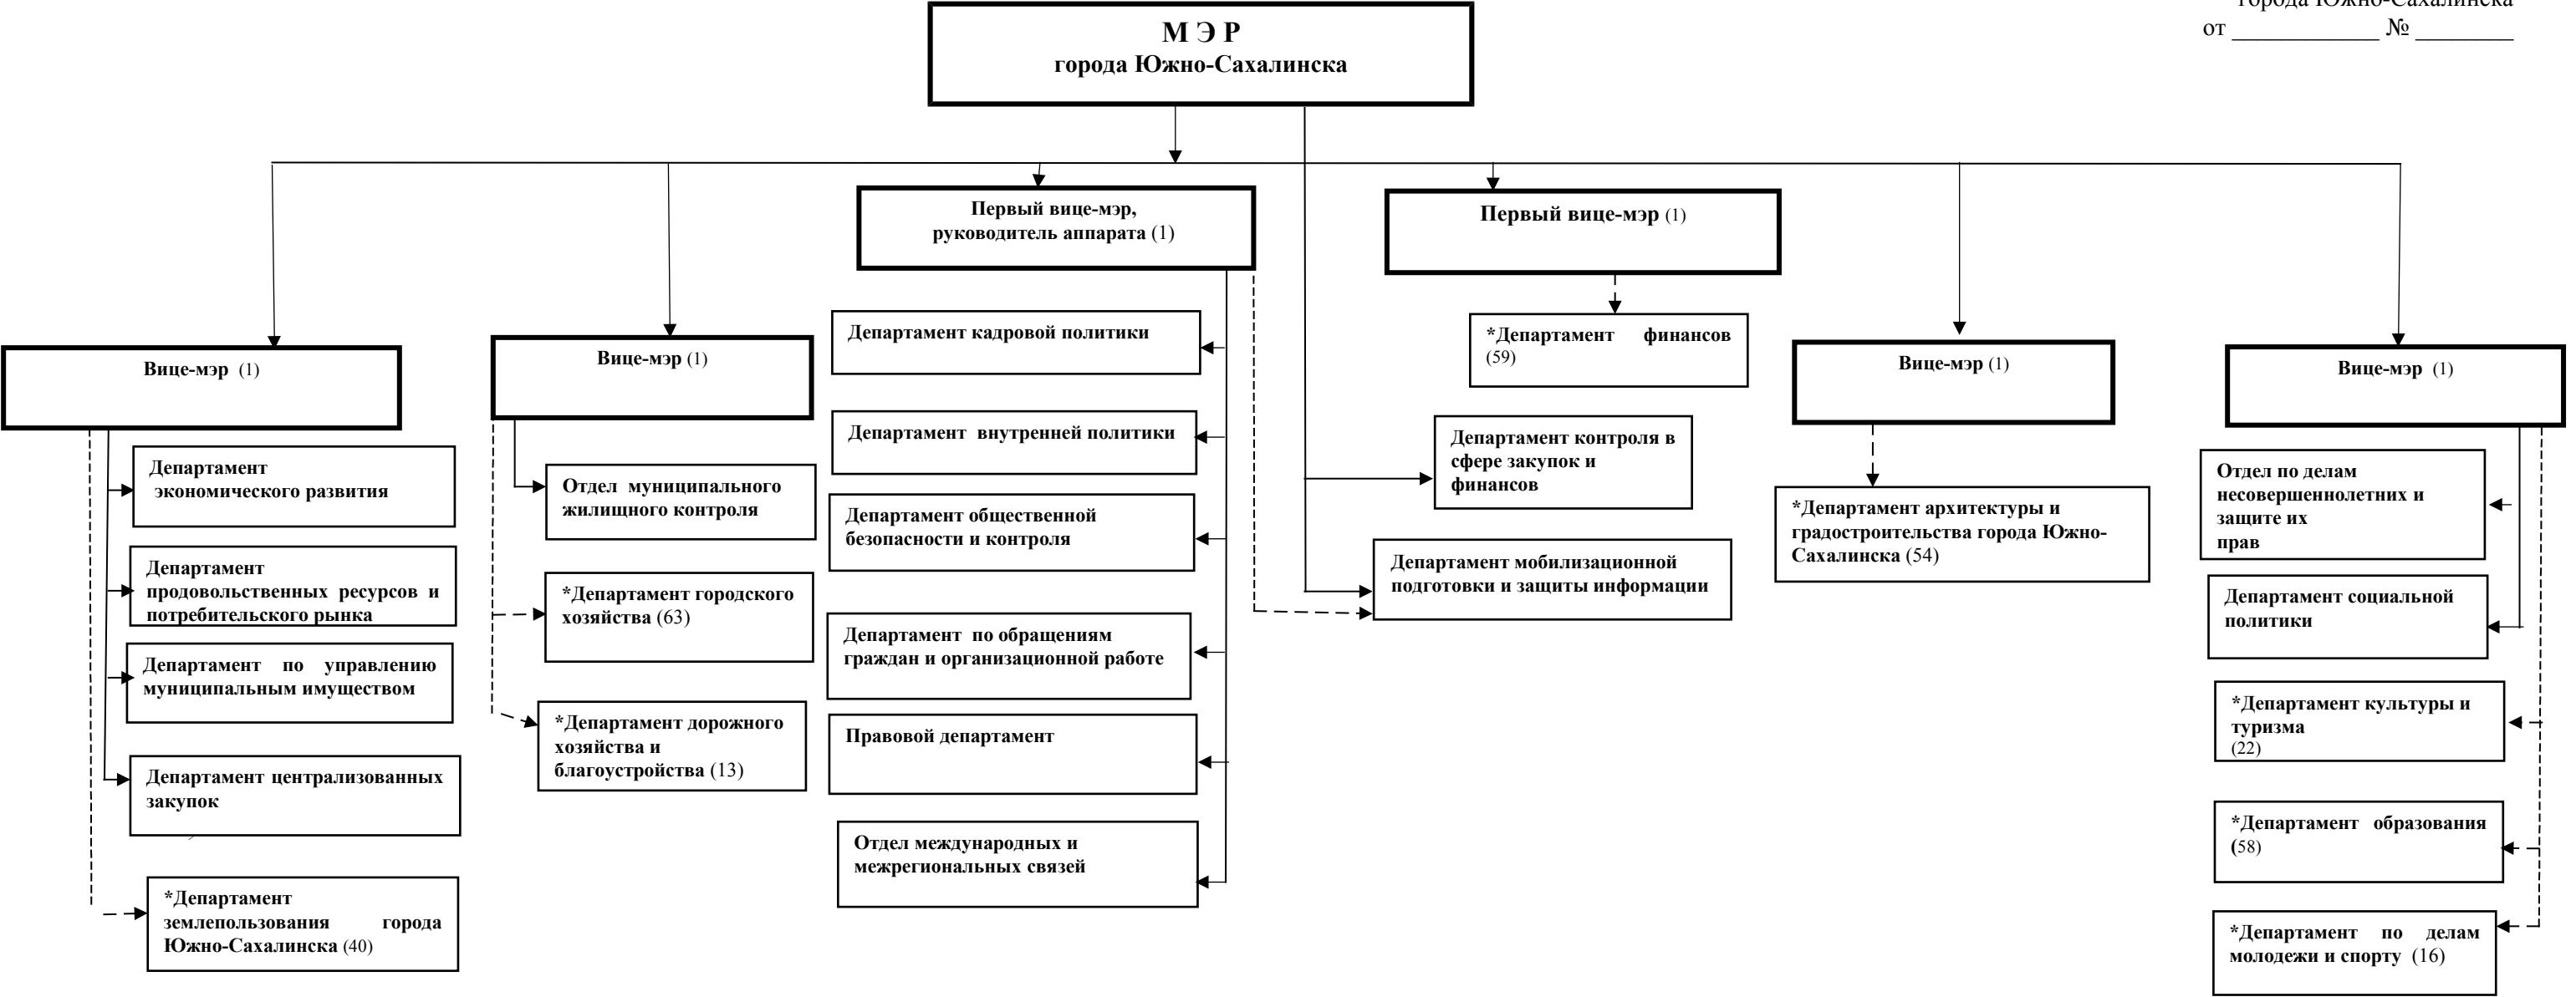 города Южно-Сахалинска
от ____________ № ________
М Э Р
города Южно-Сахалинска
Первый вице-мэр,
руководитель аппарата (1)
Первый вице-мэр (1)
Вице-мэр (1)
Вице-мэр (1)
Вице-мэр (1)
Вице-мэр (1)
Департамент
экономического развития
Департамент
продовольственных ресурсов и
потребительского рынка
Департамент по управлению
муниципальным имуществом
Департамент централизованных
закупок
*Департамент
землепользования города
Южно-Сахалинска (40)
Отдел муниципального
жилищного контроля
*Департамент городского
хозяйства (63)
*Департамент дорожного
хозяйства и
благоустройства (13)
Департамент кадровой политики
Департамент внутренней политики
Департамент общественной
безопасности и контроля
Департамент по обращениям
граждан и организационной работе
Правовой департамент
Отдел международных и
межрегиональных связей
*Департамент финансов
(59)
Департамент контроля в
сфере закупок и
финансов
Департамент мобилизационной
подготовки и защиты информации
*Департамент архитектуры и
градостроительства города Южно-
Сахалинска (54)
Отдел по делам
несовершеннолетних и
защите их
прав
Департамент социальной
политики
*Департамент культуры и
туризма
(22)
*Департамент образования
(58)
*Департамент по делам
молодежи и спорту (16)